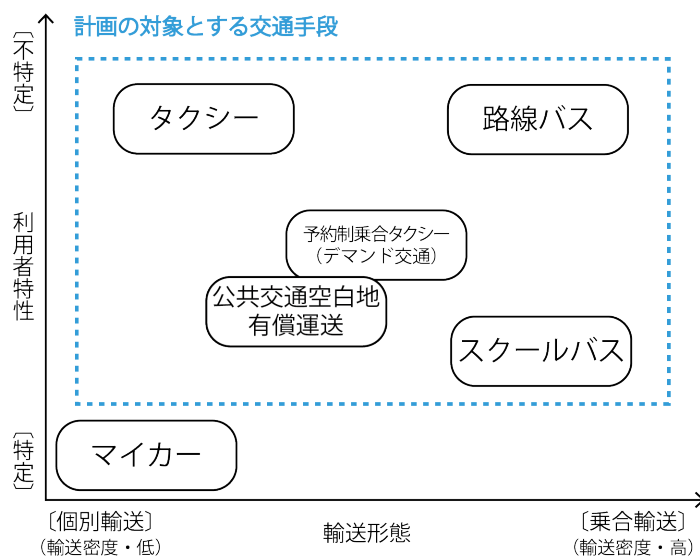 計画の対象とする交通手段
〔不特定〕
タクシー
路線バス
利用者特性
予約制乗合タクシー
（デマンド交通）
公共交通空白地
有償運送
スクールバス
〔特定〕
マイカー
〔個別輸送〕
（輸送密度・低）
輸送形態
〔乗合輸送〕
（輸送密度・高）